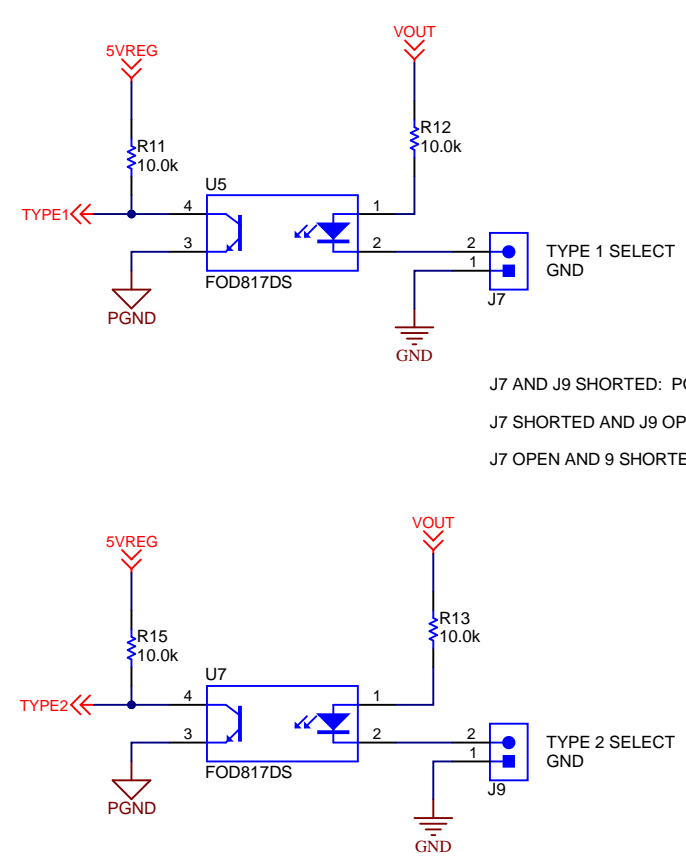 VOUT
5VREG
R12
10.0k
R11
10.0k
U5
TYPE1
4
1
3
2
2
1
TYPE 1 SELECT
GND
FOD817DS
J7
PGND
GND
J7 AND J9 SHORTED:
J7 SHORTED AND J9
J7 OPEN AND 9
VOUT
5VREG
R13
10.0k
R15
10.0k
U7
TYPE2
4
1
3
2
2
1
TYPE 2 SELECT
GND
FOD817DS
J9
PGND
GND